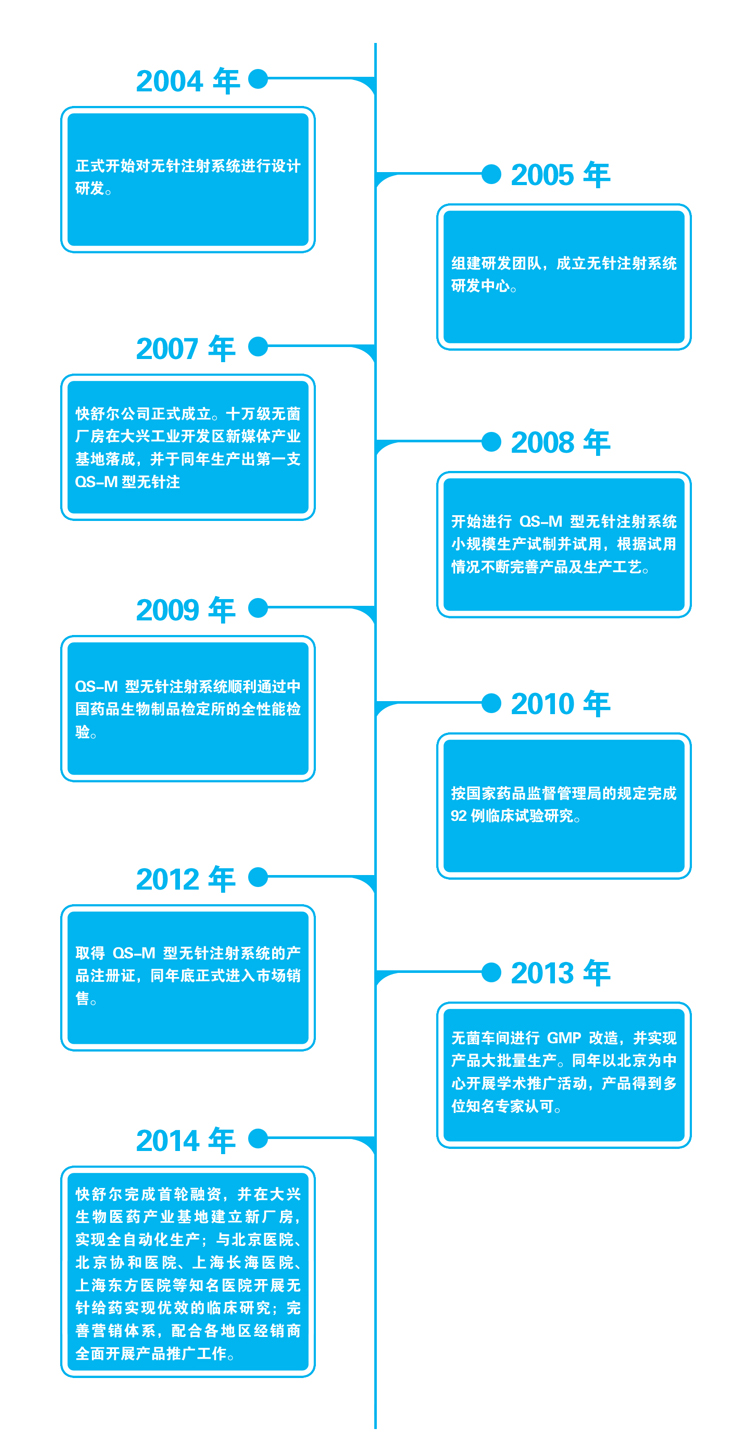 2004 年
正式开始对无针注射系统进行设计
研发。
2005 年
组建研发团队，成立无针注射系统
研发中心。
2007 年
快舒尔公司正式成立。十万级无菌
厂房在大兴工业开发区新媒体产业
基地落成，并于同年生产出第一支
QS-M 型无针注
2008 年
开始进行 QS-M 型无针注射系统
小规模生产试制并试用，根据试用
情况不断完善产品及生产工艺。
2009 年
QS-M 型无针注射系统顺利通过中
国药品生物制品检定所的全性能检
验。
2010 年
按国家药品监督管理局的规定完成
92 例临床试验研究。
2012 年
取得 QS-M 型无针注射系统的产
品注册证，同年底正式进入市场销
售。
2013 年
无菌车间进行 GMP 改造，并实现
产品大批量生产。同年以北京为中
心开展学术推广活动，产品得到多
位知名专家认可。
2014 年
快舒尔完成首轮融资，并在大兴
生物医药产业基地建立新厂房，
实现全自动化生产；与北京医院、
北京协和医院、上海长海医院、
上海东方医院等知名医院开展无
针给药实现优效的临床研究；完
善营销体系，配合各地区经销商
全面开展产品推广工作。